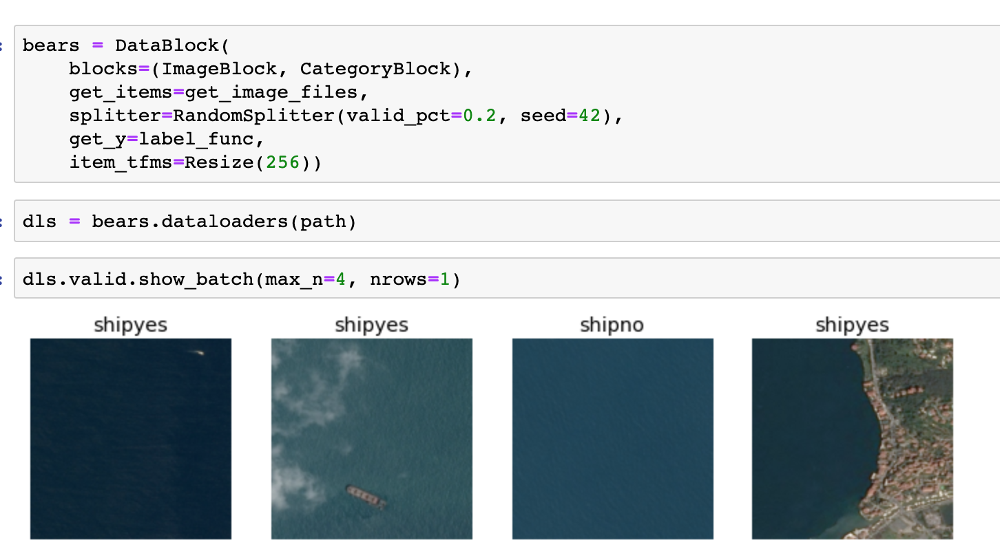 : bears = DataBlock(
    blocks=(ImageBlock, CategoryBlock),
    get_items=get_image_files,
    splitter=RandomSplitter(valid_pct=0.2, seed=42),
    get_y=label_func,
    item_tfms=Resize(256))
: dls = bears.dataloaders(path)
: dls.valid.show_batch(max_n=4, nrows=1)
shipyes shipyes shipno shipyes